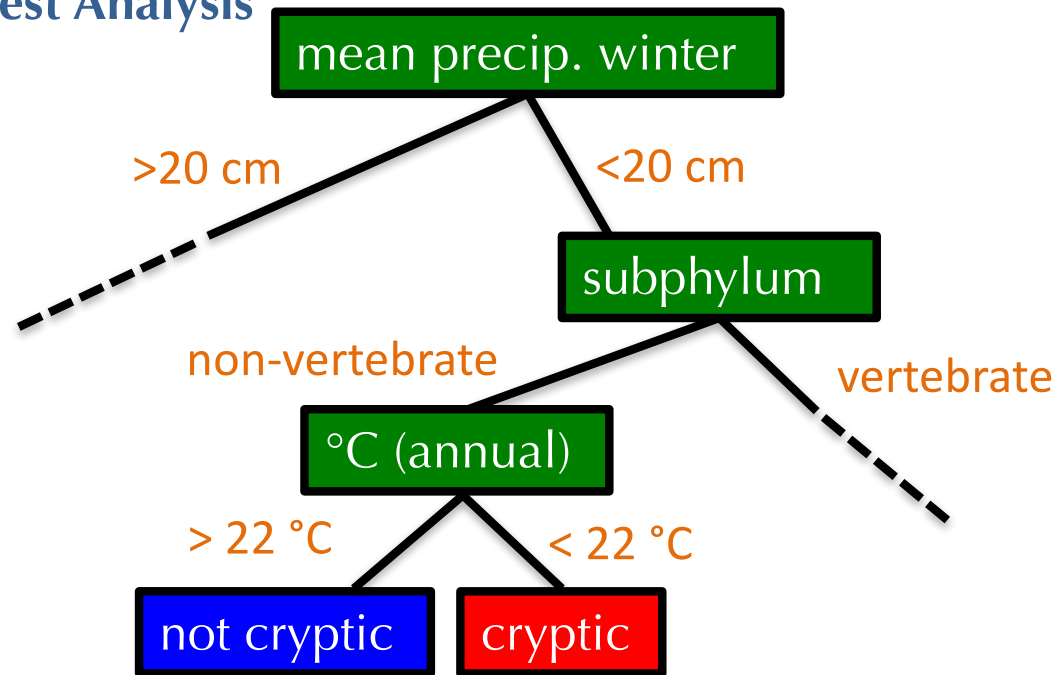 est Analysis
mean precip. winter
>20 cm
<20 cm
subphylum
non-vertebrate
vertebrate
°C (annual)
> 22 °C
< 22 °C
not cryptic
cryptic